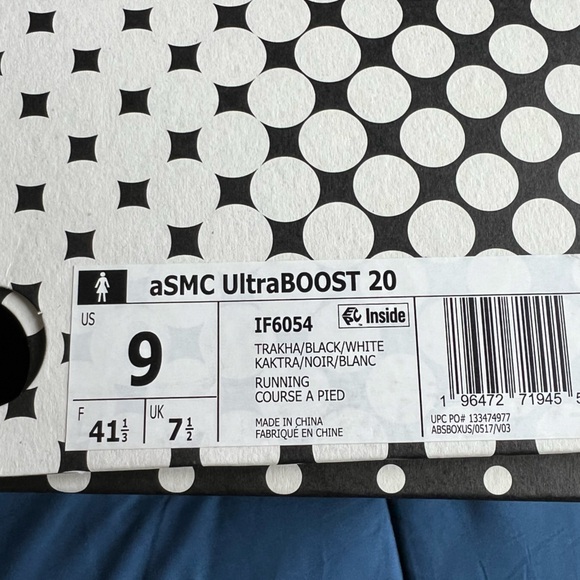 aSMC UltraBOOST 20
US
9
F
41 1/3
UK
7 1/2
IF6054
Inside
TRAKHA/BLACK/WHITE
KAKTRA/NOIR/BLANC
RUNNING
COURSE A PIED
MADE IN CHINA
FABRIQUÉ EN CHINE
1 96472 71945 5
UPC PO# 133474977
ABSBOXUS/0517/V03